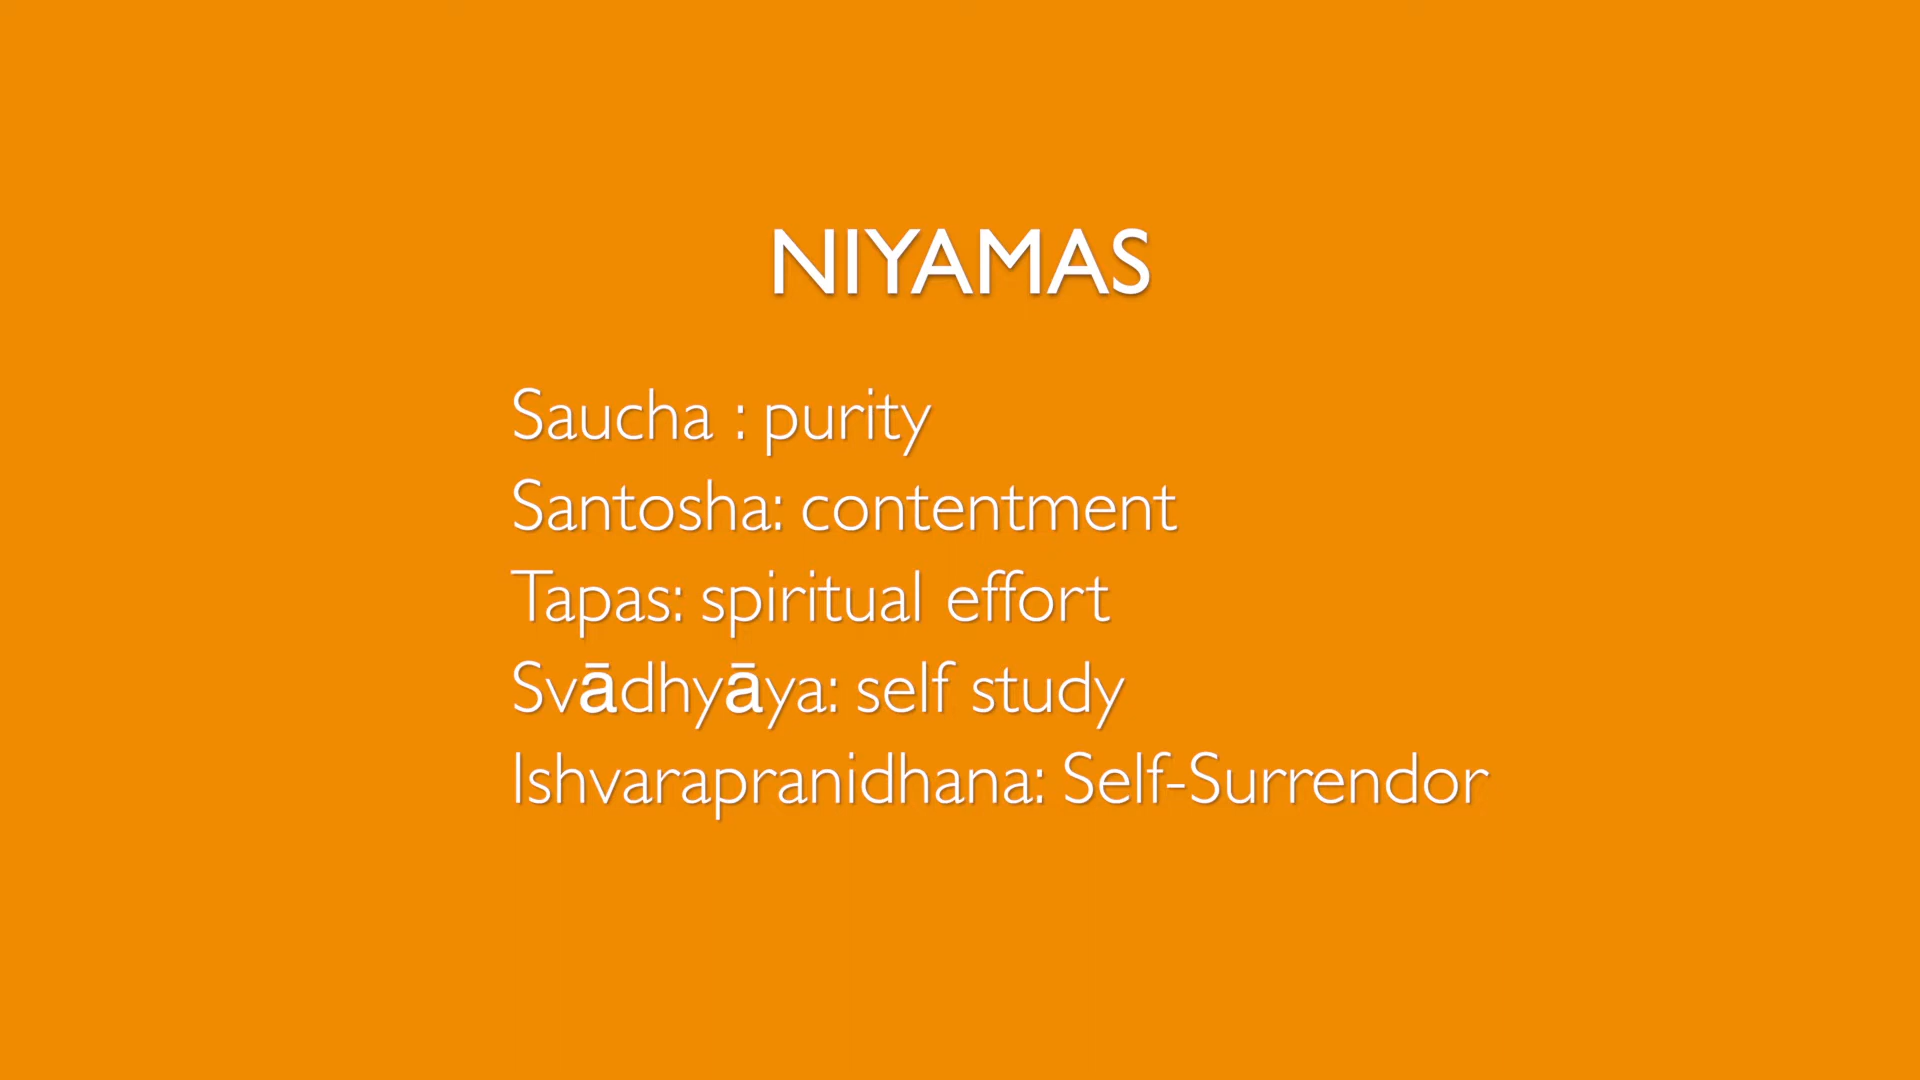 NIYAMAS
Saucha : purity
Santosha: contentment
Tapas: spiritual effort
Svādhyāya: self study
Ishvarapranidhana: Self-Surrendor